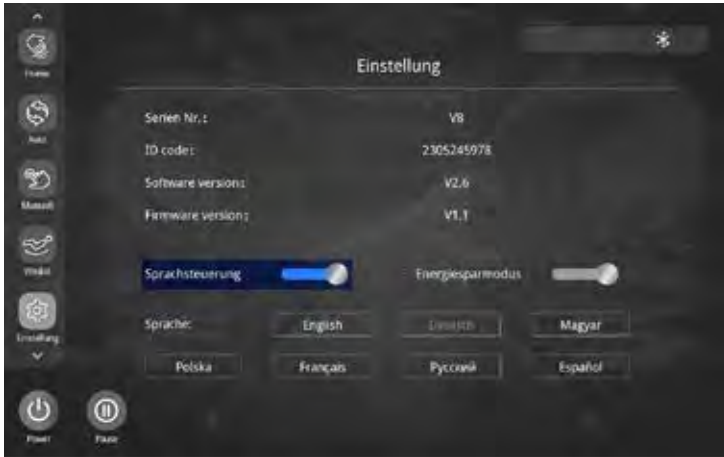 Einstellung
Home
Serien Nr.: V8
Auto
ID code: 2305245978
Software version: V2.6
Manuell
Firmware version: V1.1
Sprachsteuerung Energiesparmodus
Einstellung
Sprache: English Deutsch Magyar
Polska Français Русский Español
Power Pause